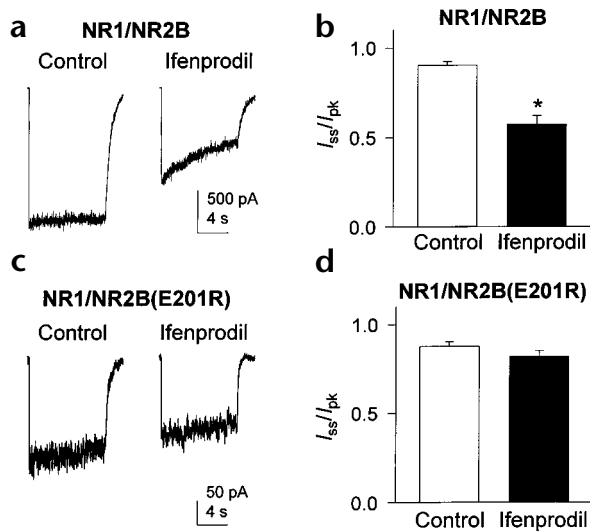 a
NR1/NR2B
Control Ifenprodil
500 pA
4 s
b
NR1/NR2B
Iss/Ipk
1.0
0.5
0.0
*
Control Ifenprodil
c
NR1/NR2B(E201R)
Control Ifenprodil
50 pA
4 s
d
NR1/NR2B(E201R)
Iss/Ipk
1.0
0.5
0.0
Control Ifenprodil